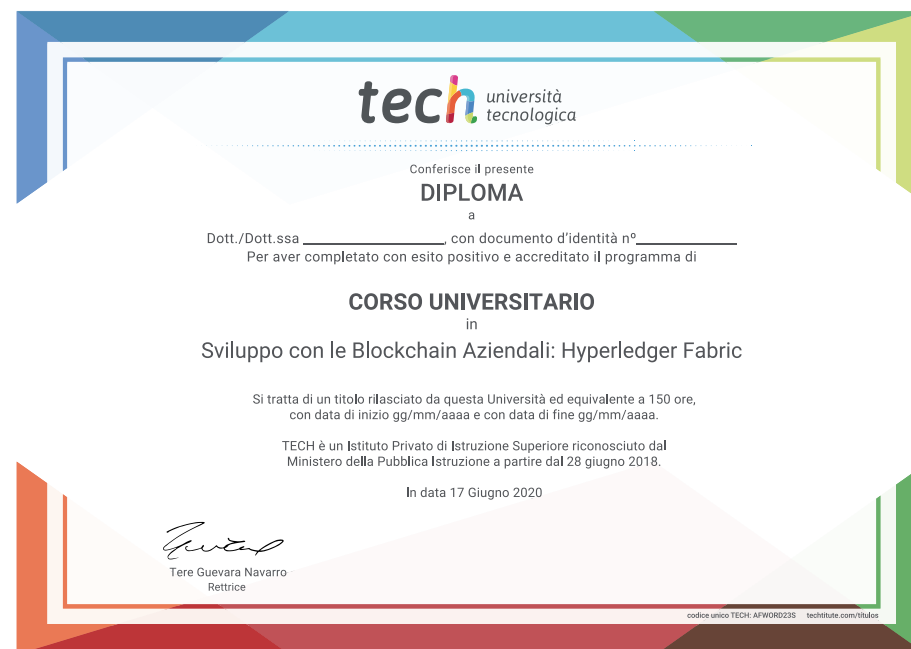 tech università
tecnologica
Conferisce il presente
DIPLOMA
a
Dott./Dott.ssa ____________________, con documento d'identità nº______________
Per aver completato con esito positivo e accreditato il programma di
CORSO UNIVERSITARIO
in
Sviluppo con le Blockchain Aziendali: Hyperledger Fabric
Si tratta di un titolo rilasciato da questa Università ed equivalente a 150 ore,
con data di inizio gg/mm/aaaa e con data di fine gg/mm/aaaa.
TECH è un Istituto Privato di Istruzione Superiore riconosciuto dal
Ministero della Pubblica Istruzione a partire dal 28 giugno 2018.
In data 17 Giugno 2020
Tere Guevara Navarro
Rettrice
codice unico TECH: AFWORD23S techtitute.com/titulos